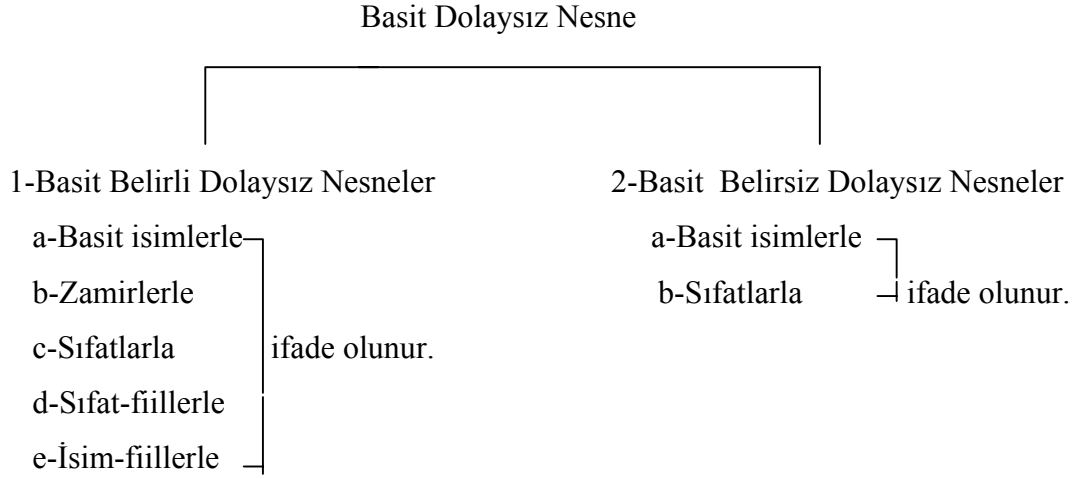 Basit Dolaysız Nesne
1-Basit Belirli Dolaysız Nesneler
a-Basit isimlerle
b-Zamirlerle
c-Sıfatlarla ifade olunur.
d-Sıfat-fiillerle
e-İsim-fiillerle
2-Basit Belirsiz Dolaysız Nesneler
a-Basit isimlerle
b-Sıfatlarla ifade olunur.